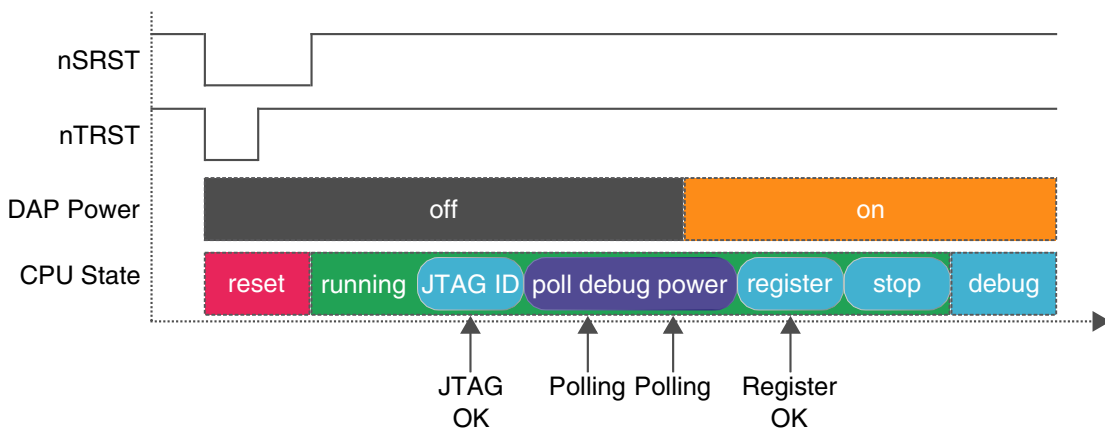 nSRST
nTRST
DAP Power
off
on
CPU State
reset
running
JTAG ID
poll debug power
register
stop
debug
JTAG
OK
Polling
Polling
Register
OK